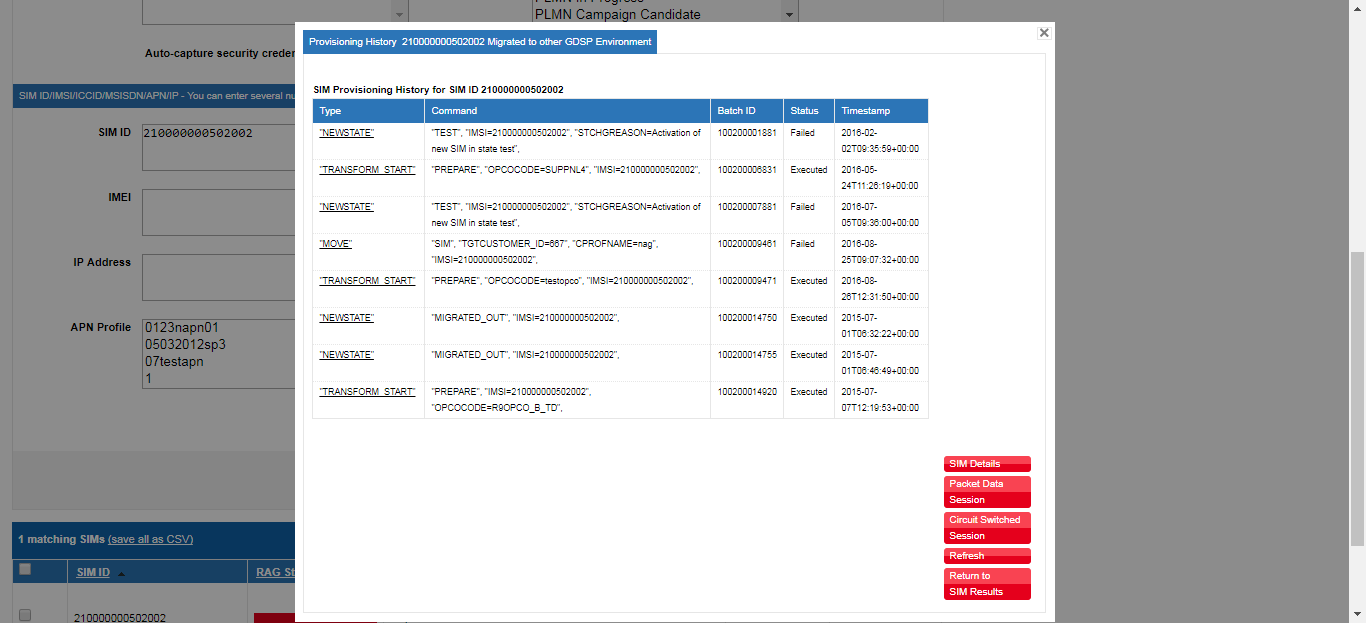 PLMN in Progress
PLMN Campaign Candidate
Auto-capture security creden
SIM ID/IMSI/ICCID/MSISDN/APN/IP - You can enter several nu
SIM ID
210000000502002
IMEI
IP Address
APN Profile
0123napn01
05032012sp3
07testapn
1
1 matching SIMs (save all as CSV)
SIM ID
RAG St
210000000502002
Provisioning History 210000000502002 Migrated to other GDSP Environment
SIM Provisioning History for SIM ID 210000000502002
Type Command Batch ID Status Timestamp
"NEWSTATE" "TEST", "IMSI=210000000502002", "STCHGREASON=Activation of 100200001881 Failed 2016-02-
new SIM in state test", 02T09:35:59+00:00
"TRANSFORM_START" "PREPARE", "OPCOCODE=SUPPNL4", "IMSI=210000000502002", 100200006831 Executed 2016-05-
24T11:26:19+00:00
"NEWSTATE" "TEST", "IMSI=210000000502002", "STCHGREASON=Activation of 100200007881 Failed 2016-07-
new SIM in state test", 05T09:36:00+00:00
"MOVE" "SIM", "TGTCUSTOMER_ID=667", "CPROFNAME=nag", 100200009461 Failed 2016-08-
"IMSI=210000000502002", 25T09:07:32+00:00
"TRANSFORM_START" "PREPARE", "OPCOCODE=testopco", "IMSI=210000000502002", 100200009471 Executed 2016-08-
26T12:31:50+00:00
"NEWSTATE" "MIGRATED_OUT", "IMSI=210000000502002", 100200014750 Executed 2015-07-
01T06:32:22+00:00
"NEWSTATE" "MIGRATED_OUT", "IMSI=210000000502002", 100200014755 Executed 2015-07-
01T06:46:49+00:00
"TRANSFORM_START" "PREPARE", "IMSI=210000000502002", 100200014920 Executed 2015-07-
"OPCOCODE=R9OPCO_B_TD", 07T12:19:53+00:00
SIM Details
Packet Data
Session
Circuit Switched
Session
Refresh
Return to
SIM Results